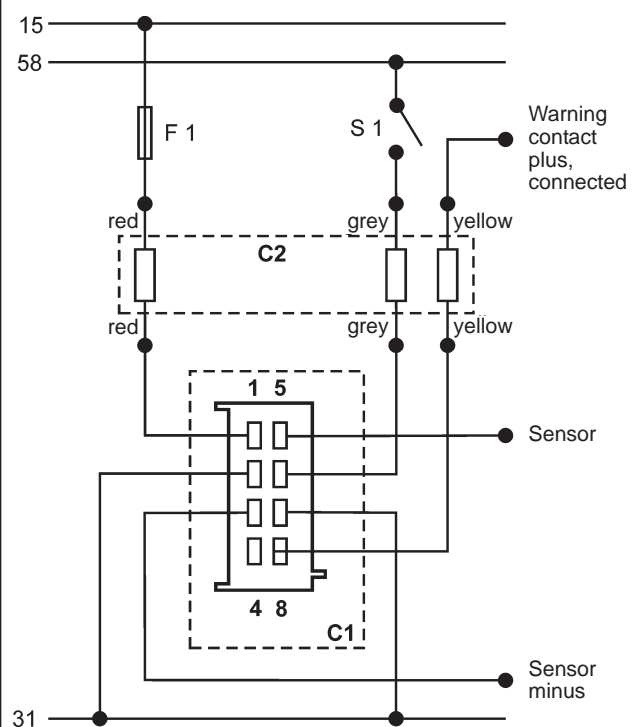 15
58
F 1
S 1
Warning
contact
plus,
connected
red
grey
yellow
C2
red
grey
yellow
1 5
Sensor
4 8
C1
Sensor
minus
31